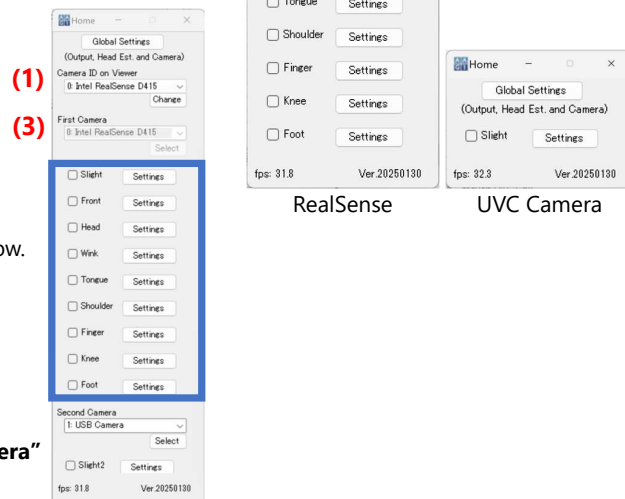 Home
Global Settings
(Output, Head Est. and Camera)
(1)
Camera ID on Viewer
0: Intel RealSense D415
Change
(3)
First Camera
0: Intel RealSense D415
Select
Slight Settings
Front Settings
Head Settings
Wink Settings
Tongue Settings
Shoulder Settings
Finger Settings
Knee Settings
Foot Settings
Second Camera
1: USB Camera
Select
Slight2 Settings
fps: 31.8 Ver.20250130
ow.
era”
Tongue Settings
Shoulder Settings
Finger Settings
Knee Settings
Foot Settings
fps: 31.8 Ver.20250130
RealSense
Home
Global Settings
(Output, Head Est. and Camera)
Slight Settings
fps: 32.3 Ver.20250130
UVC Camera